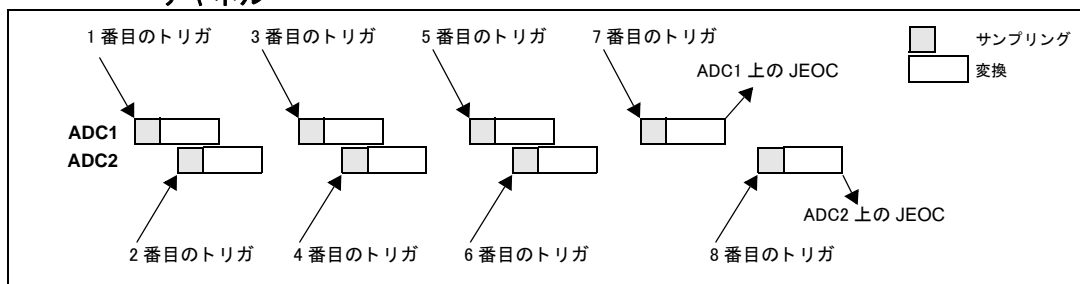 1 番目のトリガ 3 番目のトリガ 5 番目のトリガ 7 番目のトリガ サンプリング
ADC1 上の JEOC 変換
ADC1
ADC2
ADC2 上の JEOC
2 番目のトリガ 4 番目のトリガ 6 番目のトリガ 8 番目のトリガ